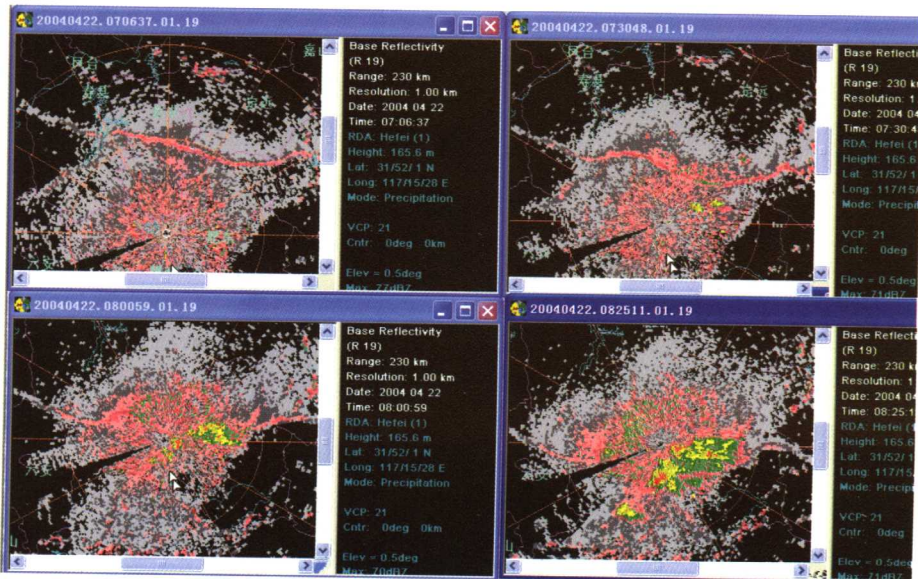 20040422.070637.01.19
Base Reflectivity
(R 19)
Range: 230 km
Resolution: 1.00 km
Date: 2004 04 22
Time: 07:06:37
RDA: Hefei (1)
Height: 165.6 m
Lat: 31/52/ 1 N
Long: 117/15/28 E
Mode: Precipitation
VCP: 21
Cntr: 0deg 0km
Elev = 0.5deg
Max: 77dBZ
20040422.073048.01.19
Base Reflecti
(R 19)
Range: 230 k
Resolution: 1
Date: 2004 04
Time: 07:30:4
RDA: Hefei (1
Height: 165.6
Lat: 31/52/ 1
Long: 117/15/
Mode: Precipi
VCP: 21
Cntr: 0deg
Elev = 0.5de
Max: 71dBZ
20040422.080059.01.19
Base Reflectivity
(R 19)
Range: 230 km
Resolution: 1.00 km
Date: 2004 04 22
Time: 08:00:59
RDA: Hefei (1)
Height: 165.6 m
Lat: 31/52/ 1 N
Long: 117/15/28 E
Mode: Precipitation
VCP: 21
Cntr: 0deg 0km
Elev = 0.5deg
Max: 70dBZ
20040422.082511.01.19
Base Reflecti
(R 19)
Range: 230 k
Resolution: 1
Date: 2004 04
Time: 08:25:1
RDA: Hefei (1
Height: 165.6
Lat: 31/52/ 1
Long: 117/15
Mode: Precipi
VCP: 21
Cntr: 0deg
Elev = 0.5de
Max: 71dBZ